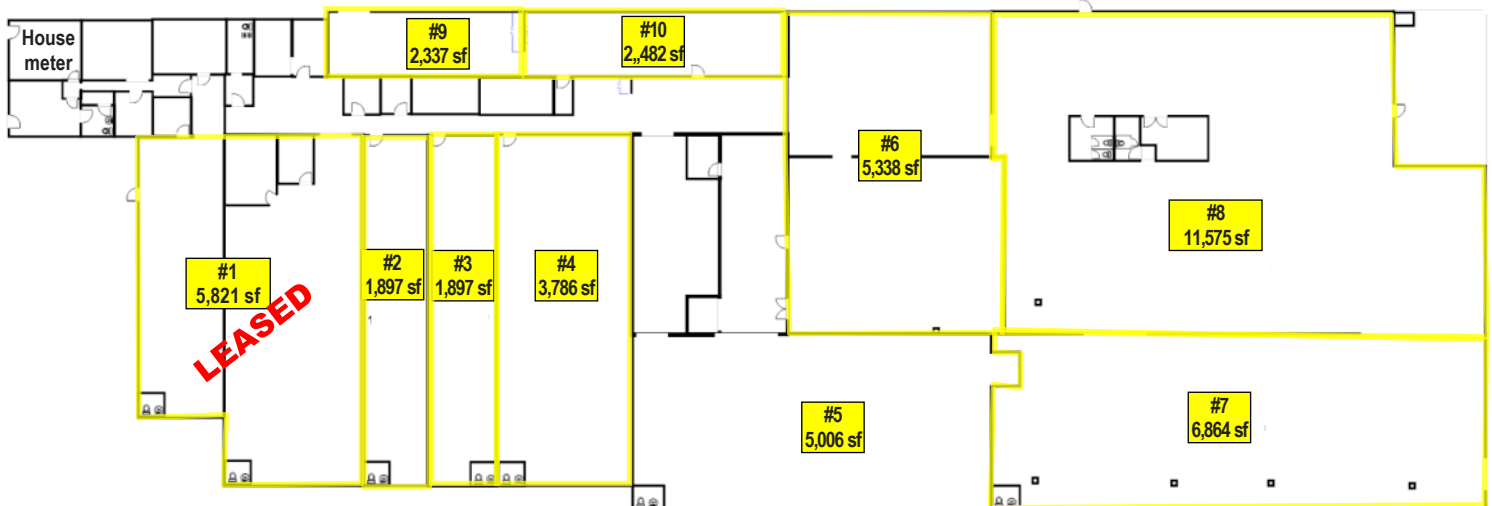 House
meter
#9
2,337 sf
#10
2,,482 sf
#6
5,338 sf
#8
11,575 sf
#1
5,821 sf
LEASED
#2
1,897 sf
#3
1,897 sf
#4
3,786 sf
#5
5,006 sf
#7
6,864 sf